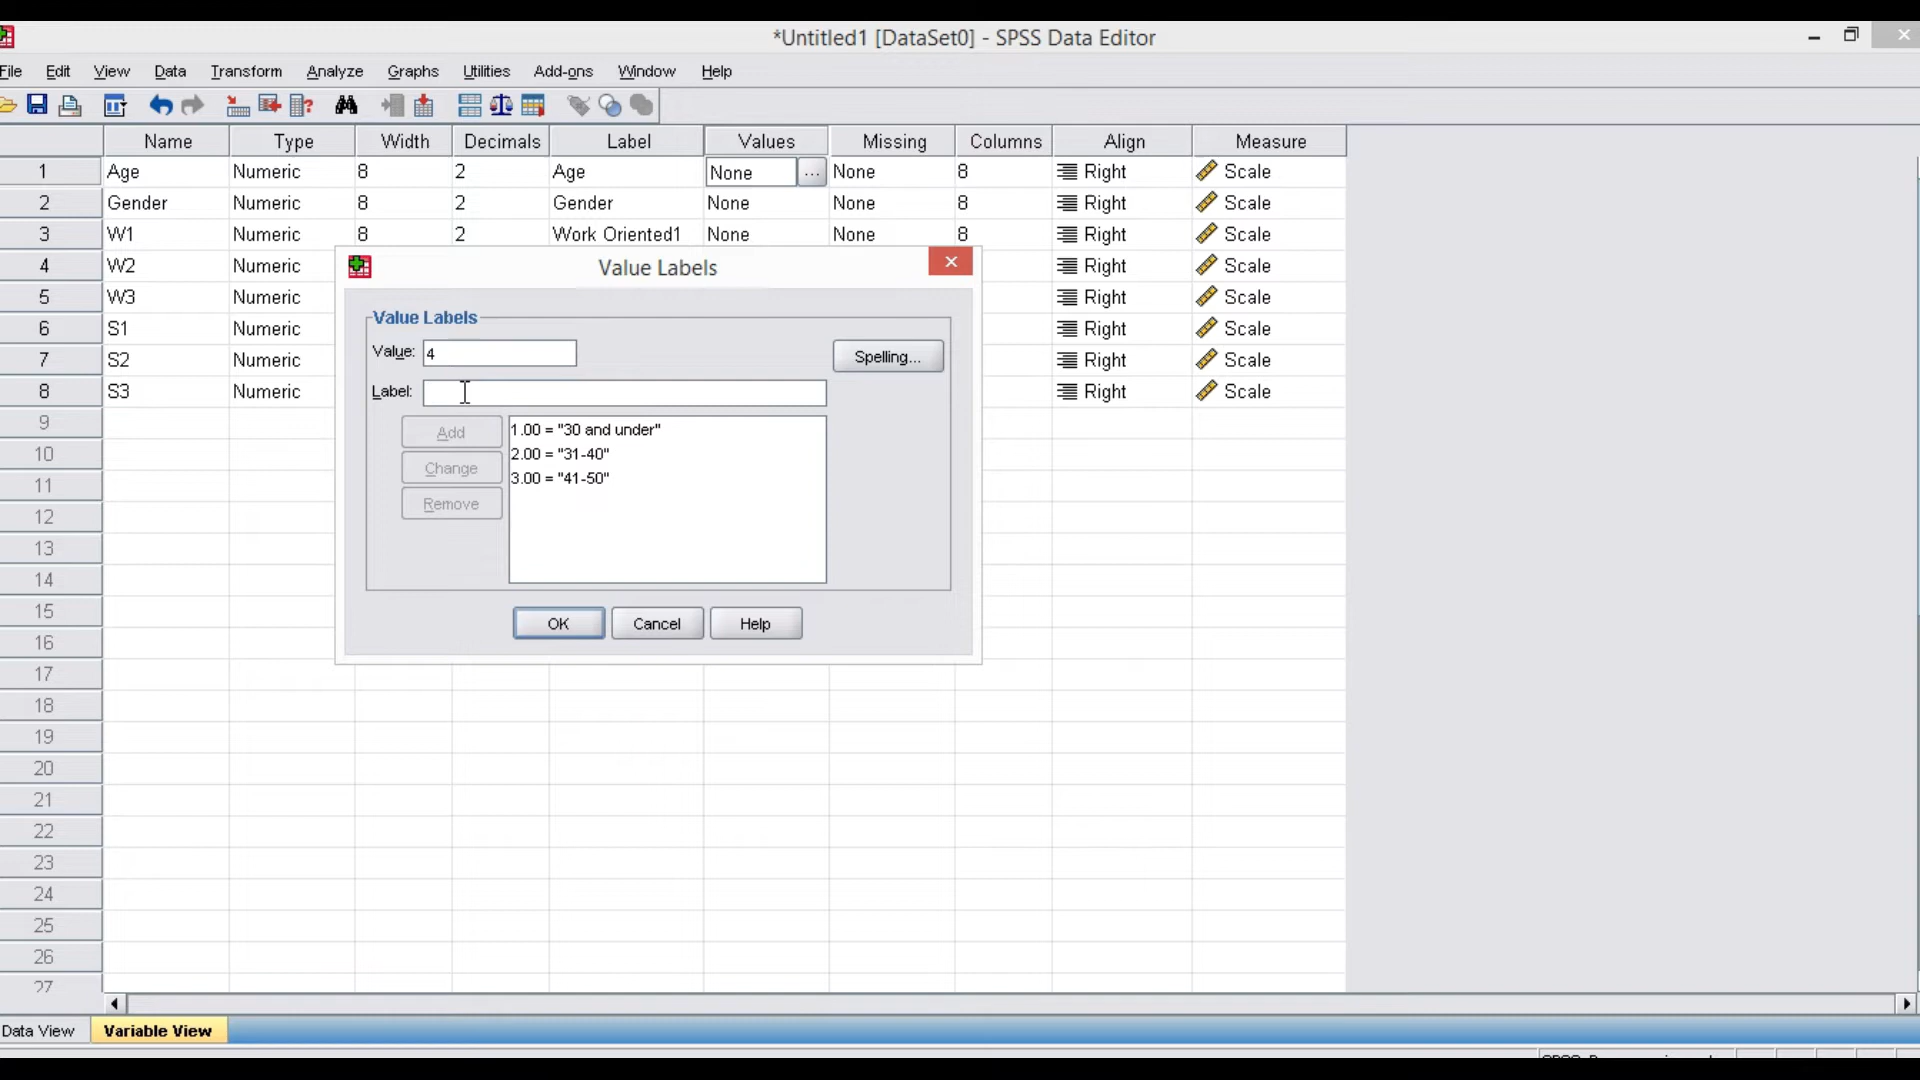 *Untitled1 [DataSet0] - SPSS Data Editor
File Edit View Data Transform Analyze Graphs Utilities Add-ons Window Help
Name Type Width Decimals Label Values Missing Columns Align Measure
1 Age Numeric 8 2 Age None ... None 8 Right Scale
2 Gender Numeric 8 2 Gender None None 8 Right Scale
3 W1 Numeric 8 2 Work Oriented1 None None 8 Right Scale
4 W2 Numeric Right Scale
5 W3 Numeric Right Scale
6 S1 Numeric Right Scale
7 S2 Numeric Right Scale
8 S3 Numeric Right Scale
9
10
11
12
13
14
15
16
17
18
19
20
21
22
23
24
25
26
27
Value Labels
Value Labels
Value: 4
Spelling...
Label:
Add
Change
Remove
1.00 = "30 and under"
2.00 = "31-40"
3.00 = "41-50"
OK Cancel Help
Data View Variable View